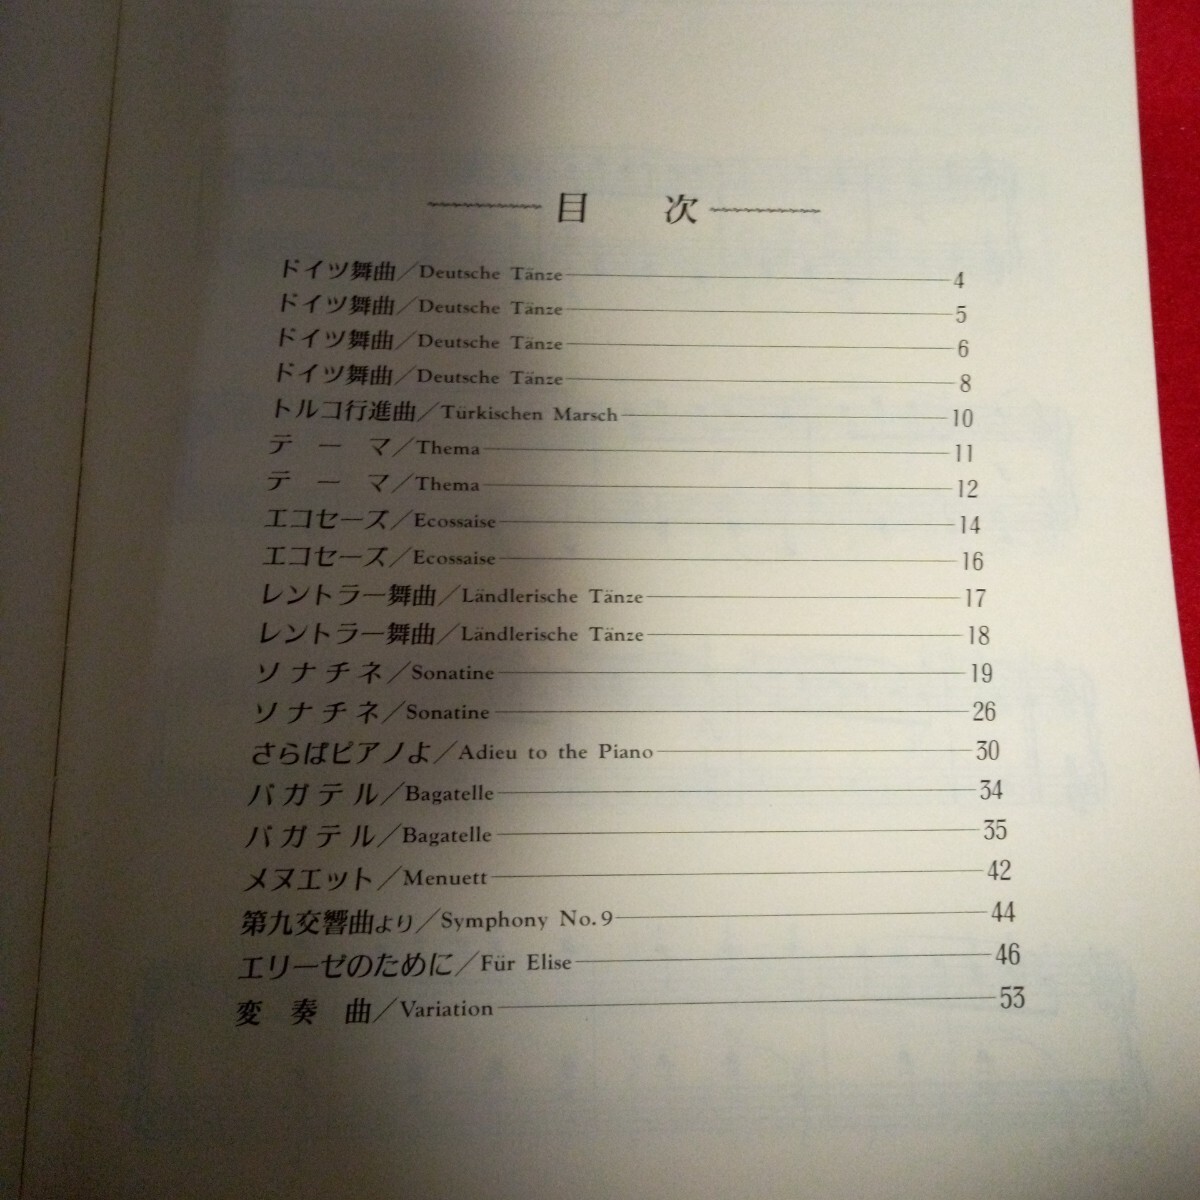 目 次
ドイツ舞曲／Deutsche Tänze 4
ドイツ舞曲／Deutsche Tänze 5
ドイツ舞曲／Deutsche Tänze 6
ドイツ舞曲／Deutsche Tänze 8
トルコ行進曲／Türkischen Marsch 10
テーマ／Thema 11
テーマ／Thema 12
エコセーズ／Ecossaise 14
エコセーズ／Ecossaise 16
レントラー舞曲／Ländlerische Tänze 17
レントラー舞曲／Ländlerische Tänze 18
ソナチネ／Sonatine 19
ソナチネ／Sonatine 26
さらばピアノよ／Adieu to the Piano 30
バガテル／Bagatelle 34
バガテル／Bagatelle 35
メヌエット／Menuett 42
第九交響曲より／Symphony No.9 44
エリーゼのために／Für Elise 46
変奏曲／Variation 53